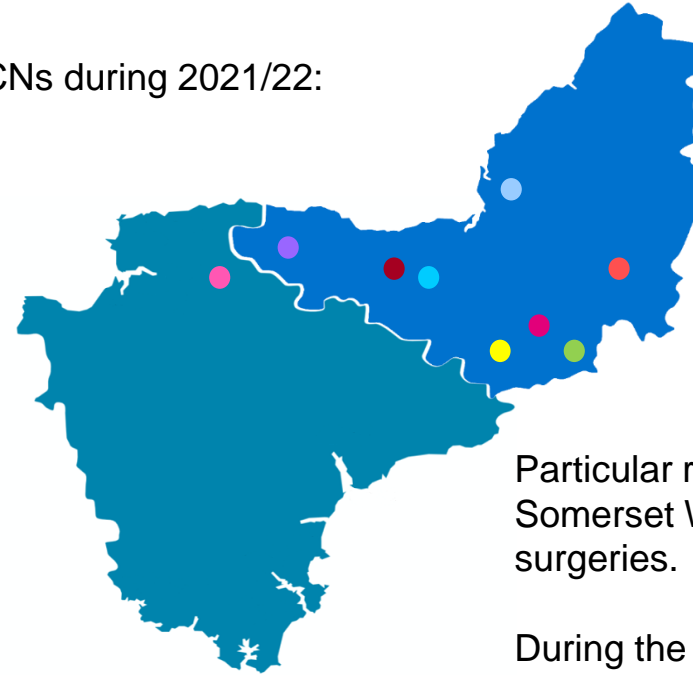 CNs during 2021/22:
Particular
Somerset
surgeries.
During the